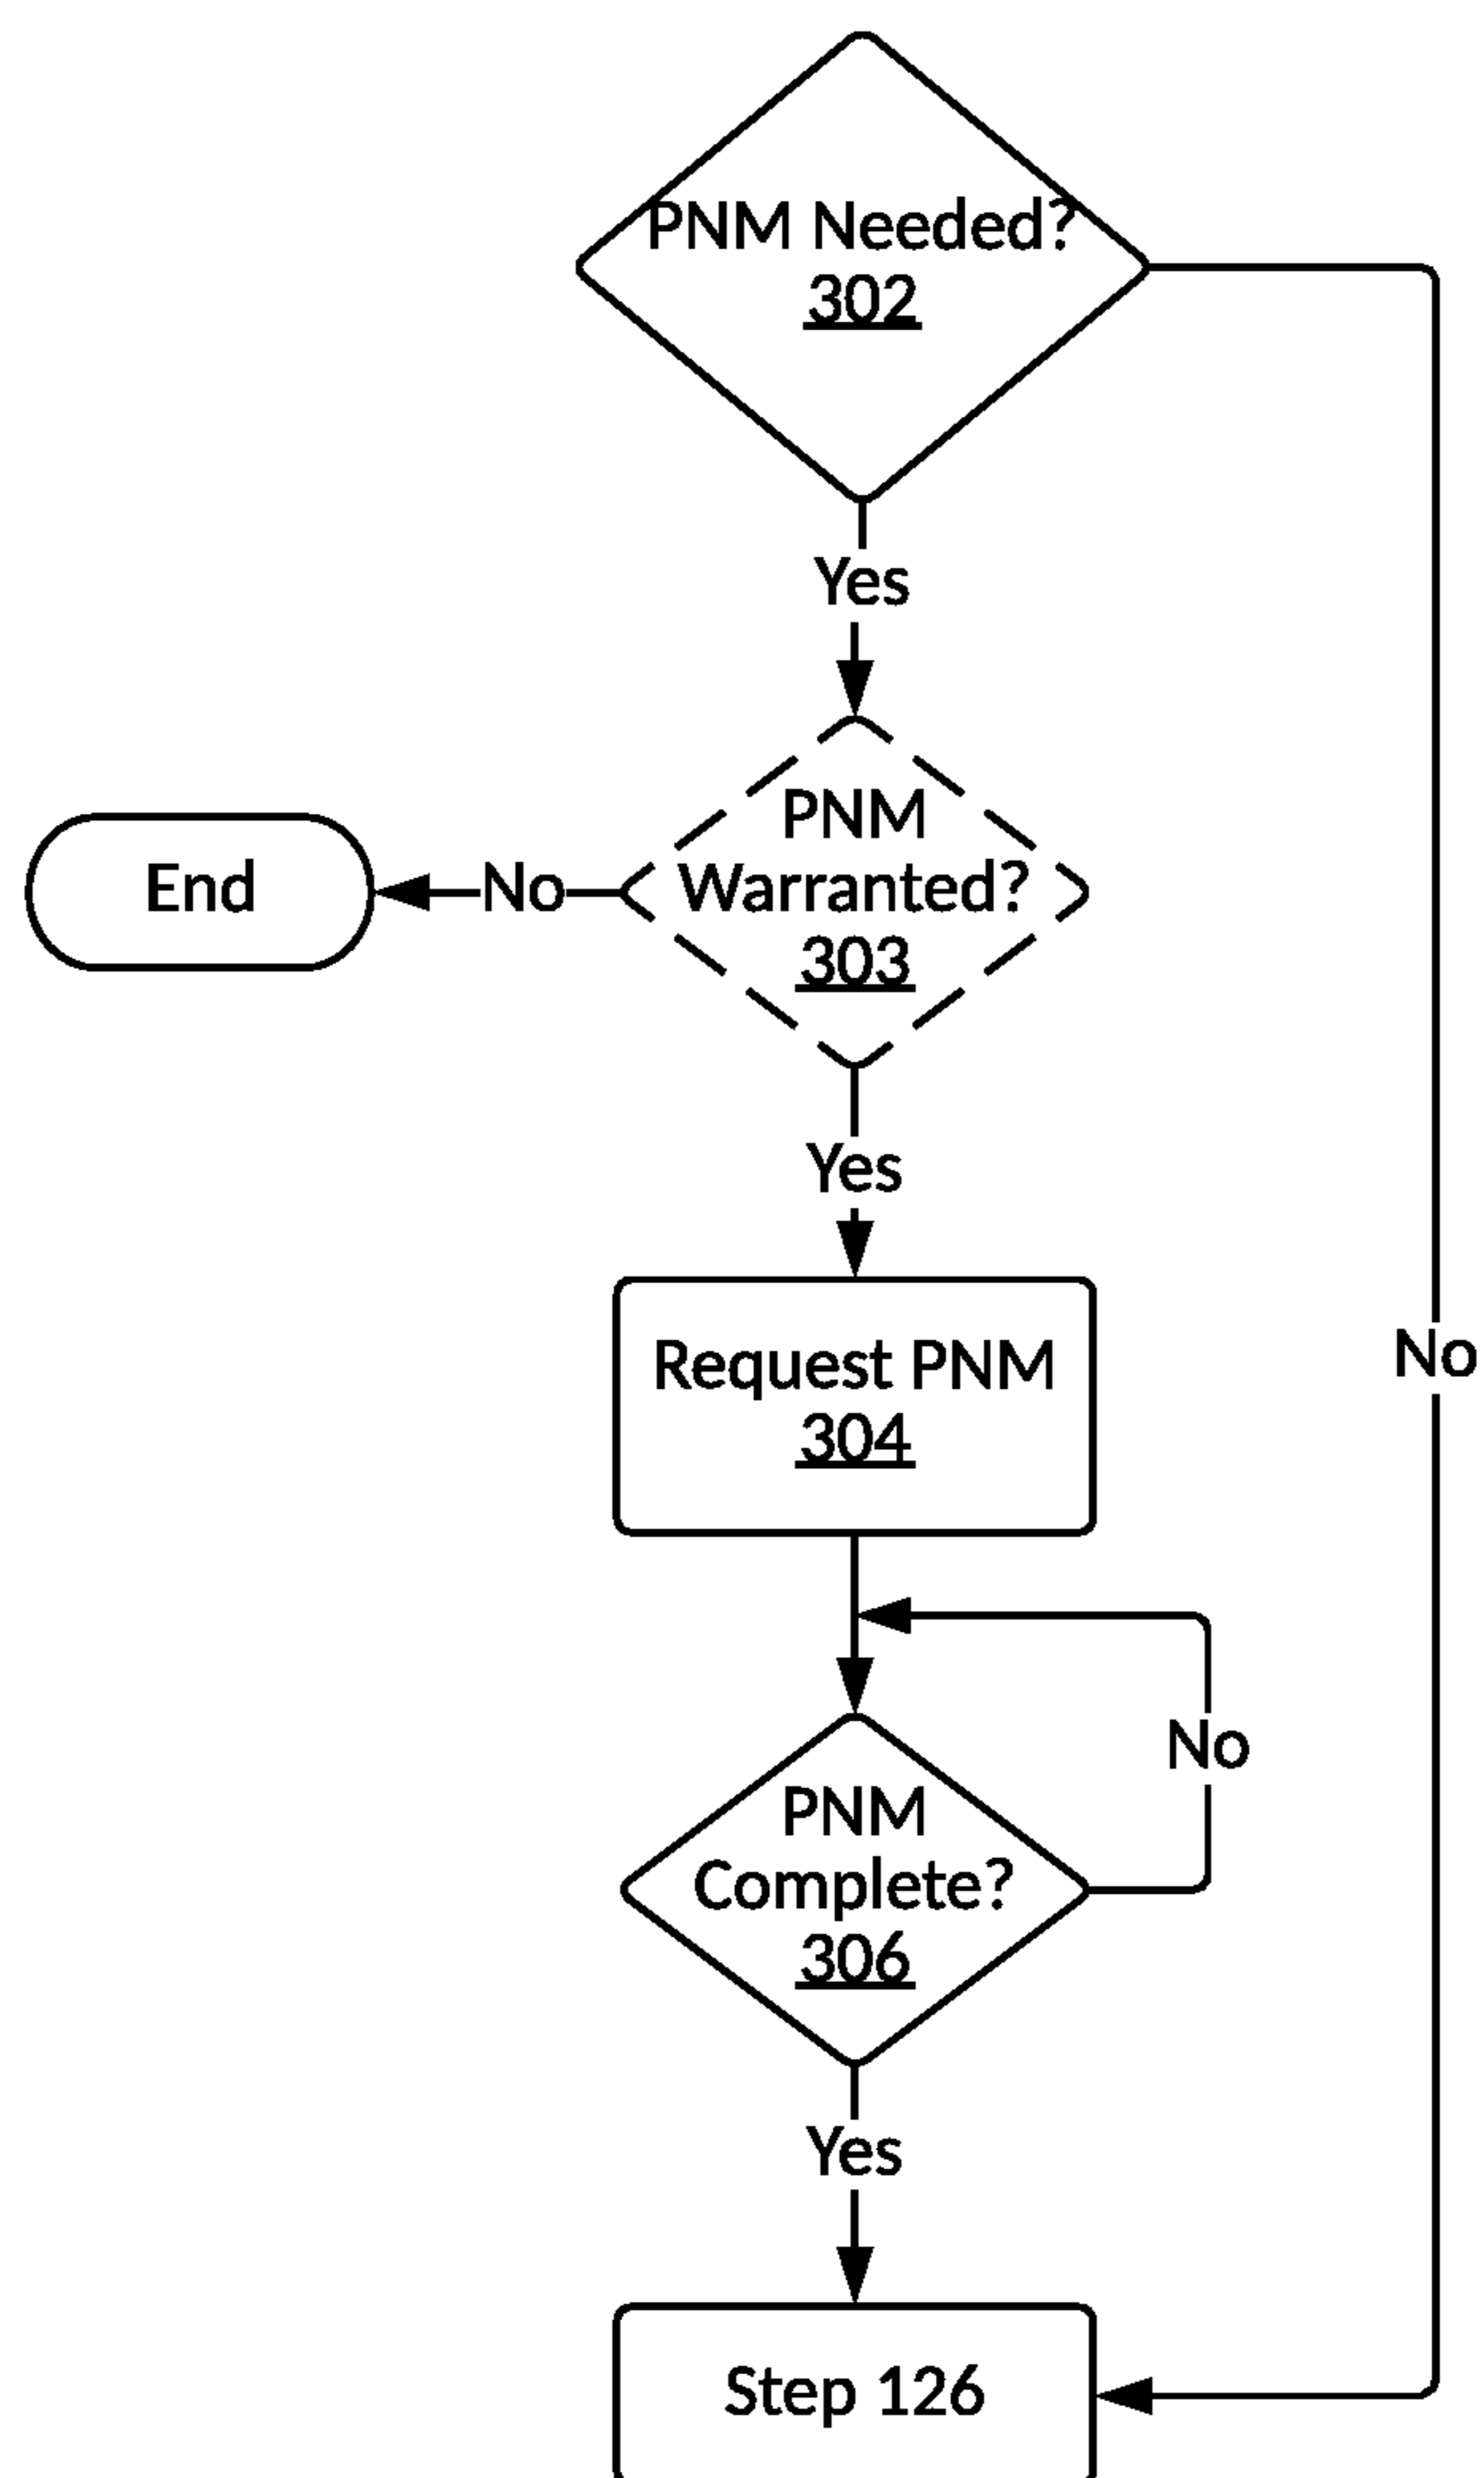 PNM Needed?
302
Yes
PNM
Warranted?
303
No
End
Yes
Request PNM
304
No
No
PNM
Complete?
306
Yes
Step 126